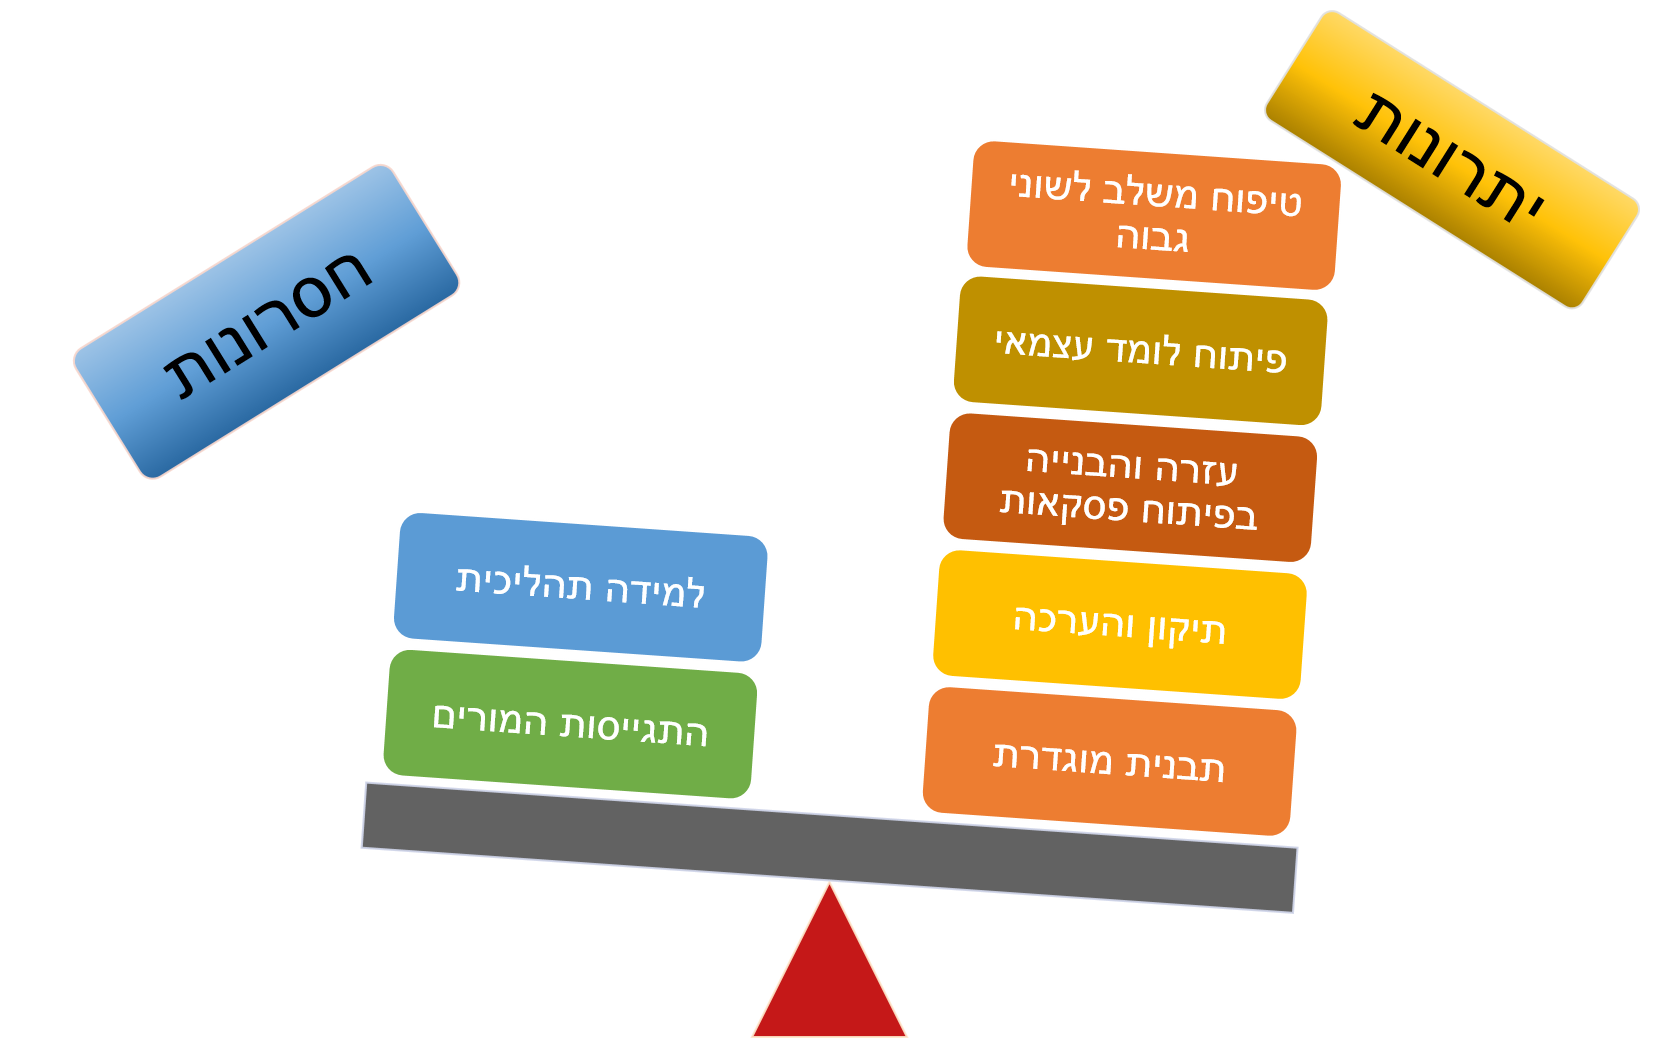 יתרונות
טיפוח משלב לשוני
גבוה
פיתוח לומד עצמאי
עזרה והבנייה
בפיתוח פסקאות
תיקון והערכה
תבנית מוגדרת
חסרונות
למידה תהליכית
התגייסות המורים